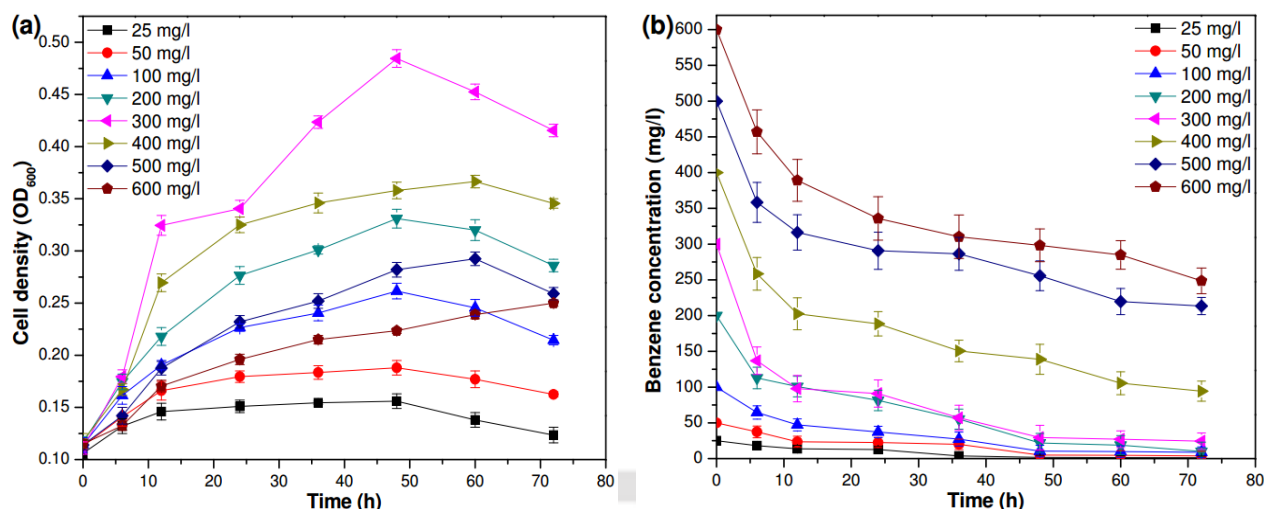 (a)
25 mg/l
50 mg/l
100 mg/l
200 mg/l
300 mg/l
400 mg/l
500 mg/l
600 mg/l
0.50
0.45
0.40
0.35
0.30
0.25
0.20
0.15
0.10
Cell density (OD600)
0 10 20 30 40 50 60 70 80
Time (h)
(b)
25 mg/l
50 mg/l
100 mg/l
200 mg/l
300 mg/l
400 mg/l
500 mg/l
600 mg/l
600
550
500
450
400
350
300
250
200
150
100
50
0
Benzene concentration (mg/l)
0 10 20 30 40 50 60 70 80
Time (h)